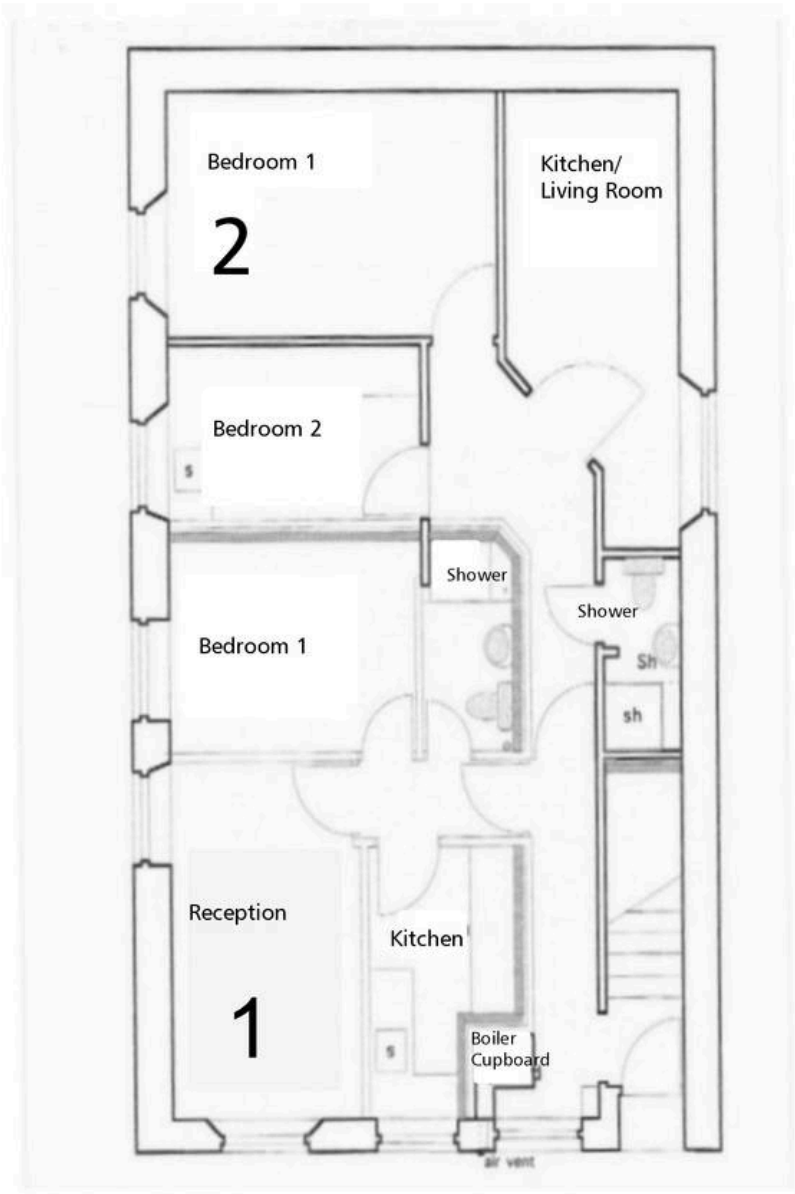 Bedroom 1
2
Kitchen/
Living Room
Bedroom 2
s
Shower
Shower
Bedroom 1
Sh
sh
Reception
Kitchen
1
s
Boiler
Cupboard
air vent